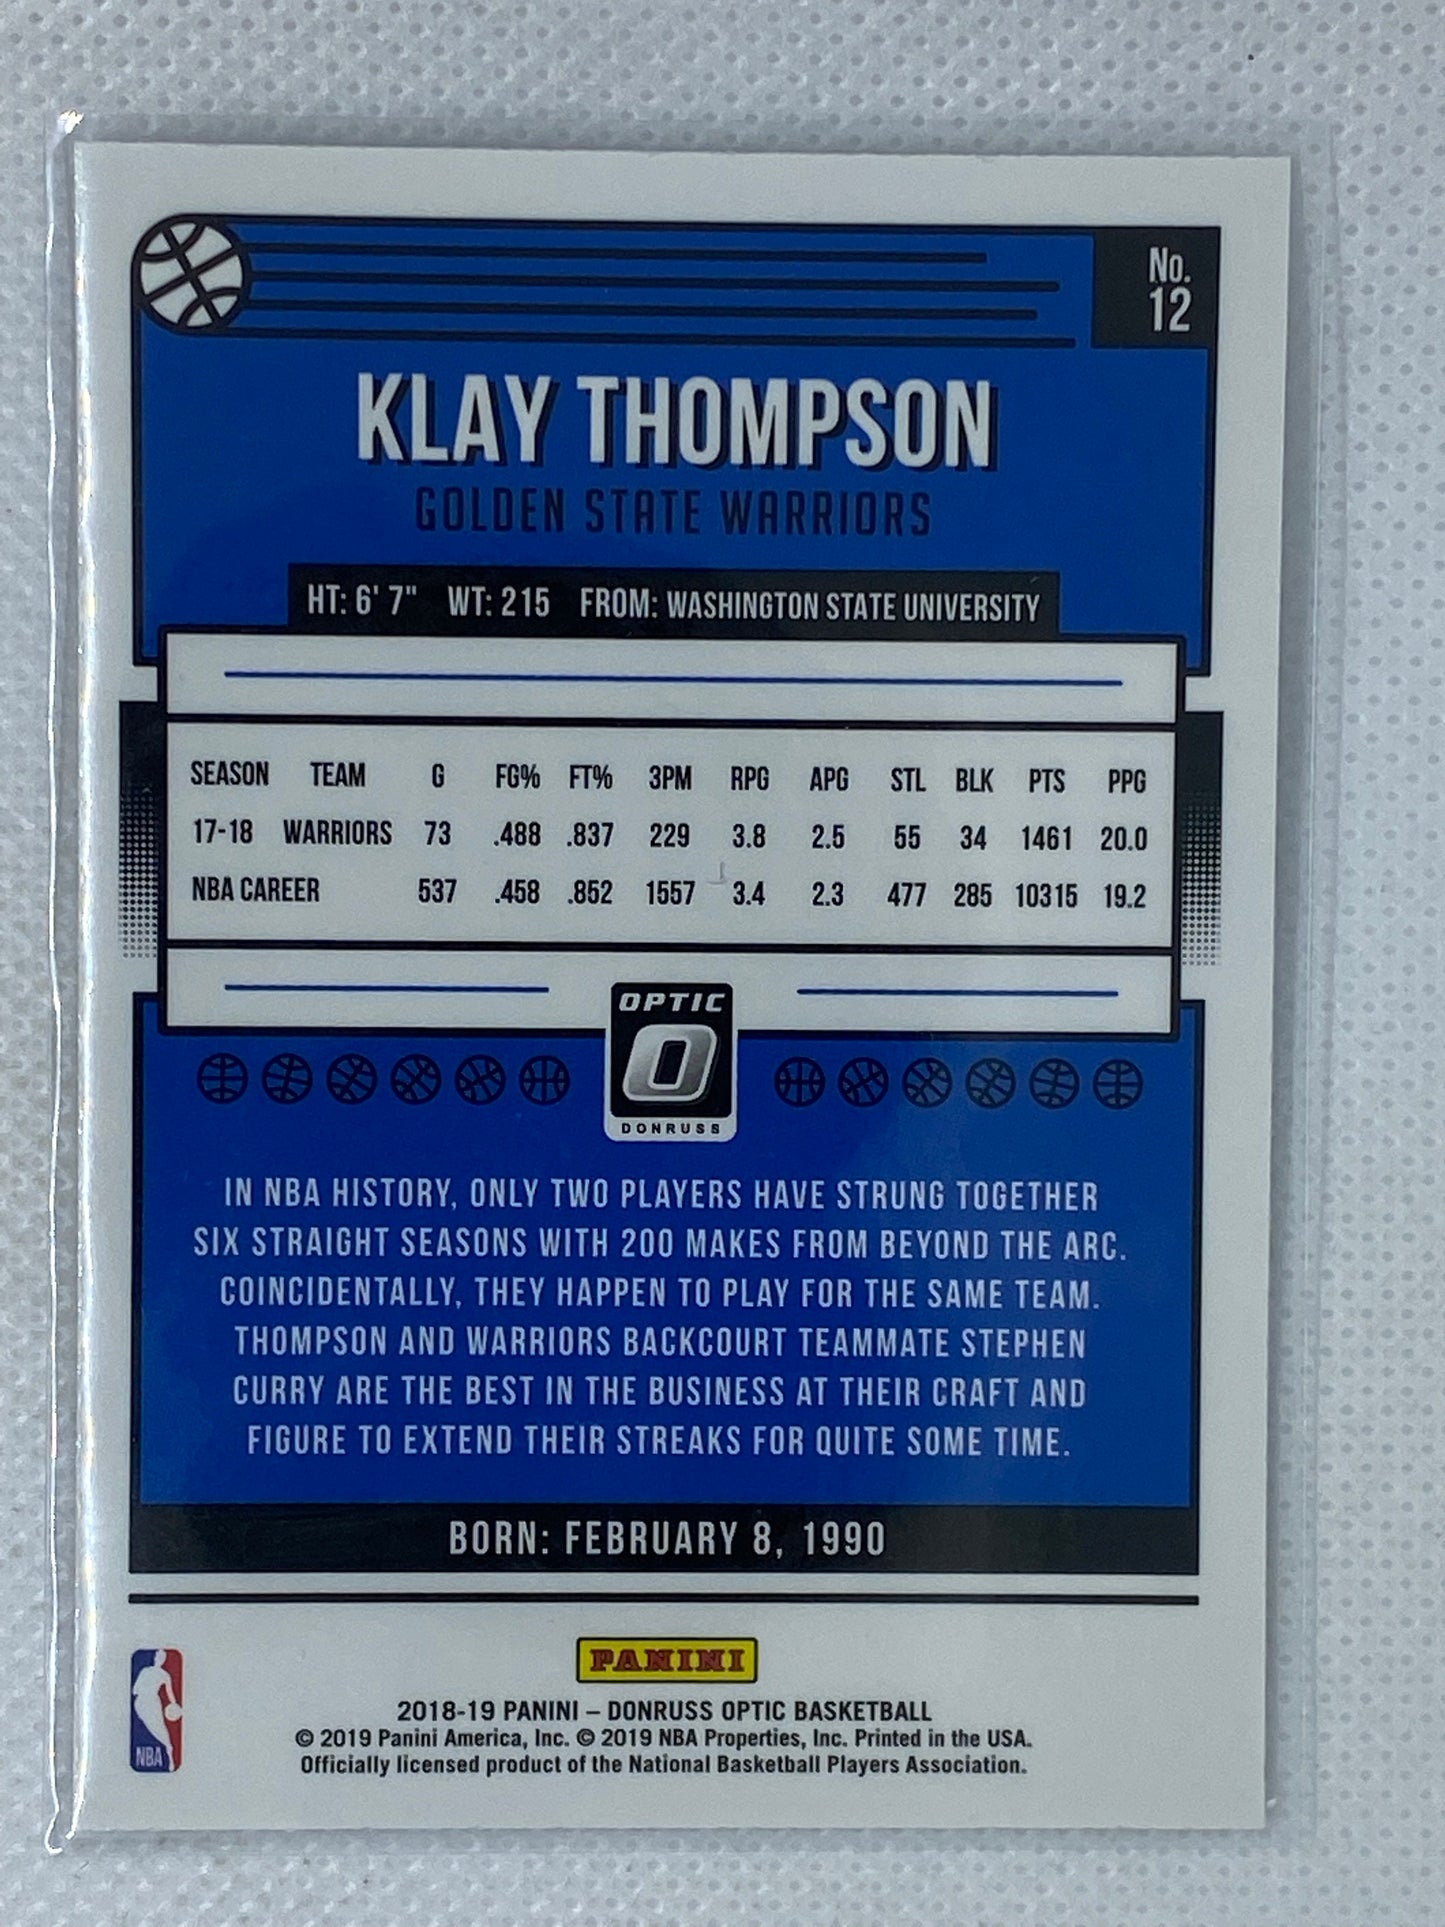 No.
12
KLAY THOMPSON
GOLDEN STATE WARRIORS
HT: 6' 7" WT: 215 FROM: WASHINGTON STATE UNIVERSITY
SEASON TEAM G FG% FT% 3PM RPG APG STL BLK PTS PPG
17-18 WARRIORS 73 .488 .837 229 3.8 2.5 55 34 1461 20.0
NBA CAREER 537 .458 .852 1557 3.4 2.3 477 285 10315 19.2
OPTIC
O
DONRUSS
IN NBA HISTORY, ONLY TWO PLAYERS HAVE STRUNG TOGETHER
SIX STRAIGHT SEASONS WITH 200 MAKES FROM BEYOND THE ARC.
COINCIDENTALLY, THEY HAPPEN TO PLAY FOR THE SAME TEAM.
THOMPSON AND WARRIORS BACKCOURT TEAMMATE STEPHEN
CURRY ARE THE BEST IN THE BUSINESS AT THEIR CRAFT AND
FIGURE TO EXTEND THEIR STREAKS FOR QUITE SOME TIME.
BORN: FEBRUARY 8, 1990
NBA
PANINI
2018-19 PANINI – DONRUSS OPTIC BASKETBALL
© 2019 Panini America, Inc. © 2019 NBA Properties, Inc. Printed in the USA.
Officially licensed product of the National Basketball Players Association.